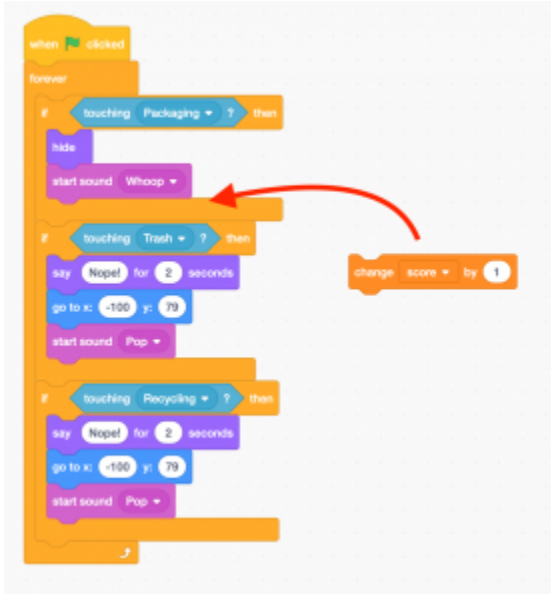 when clicked
forever
if touching Packaging ? then
hide
start sound Whoop
if touching Trash ? then
say Nope! for 2 seconds
go to x: -100 y: 79
start sound Pop
change score by 1
if touching Recycling ? then
say Nope! for 2 seconds
go to x: -100 y: 79
start sound Pop